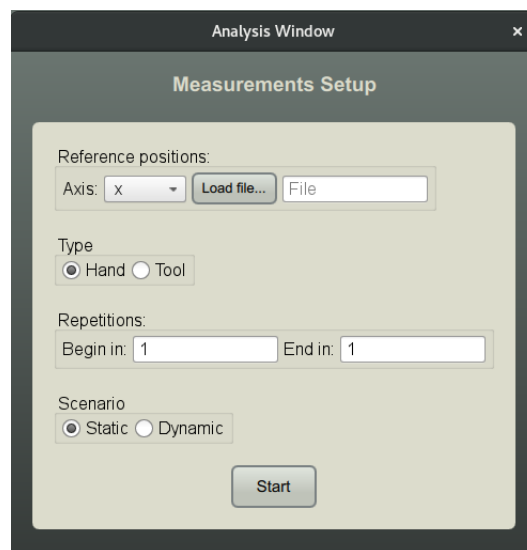 Analysis Window ×
Measurements Setup
Reference positions:
Axis: x Load file... File
Type
Hand Tool
Repetitions:
Begin in: 1 End in: 1
Scenario
Static Dynamic
Start